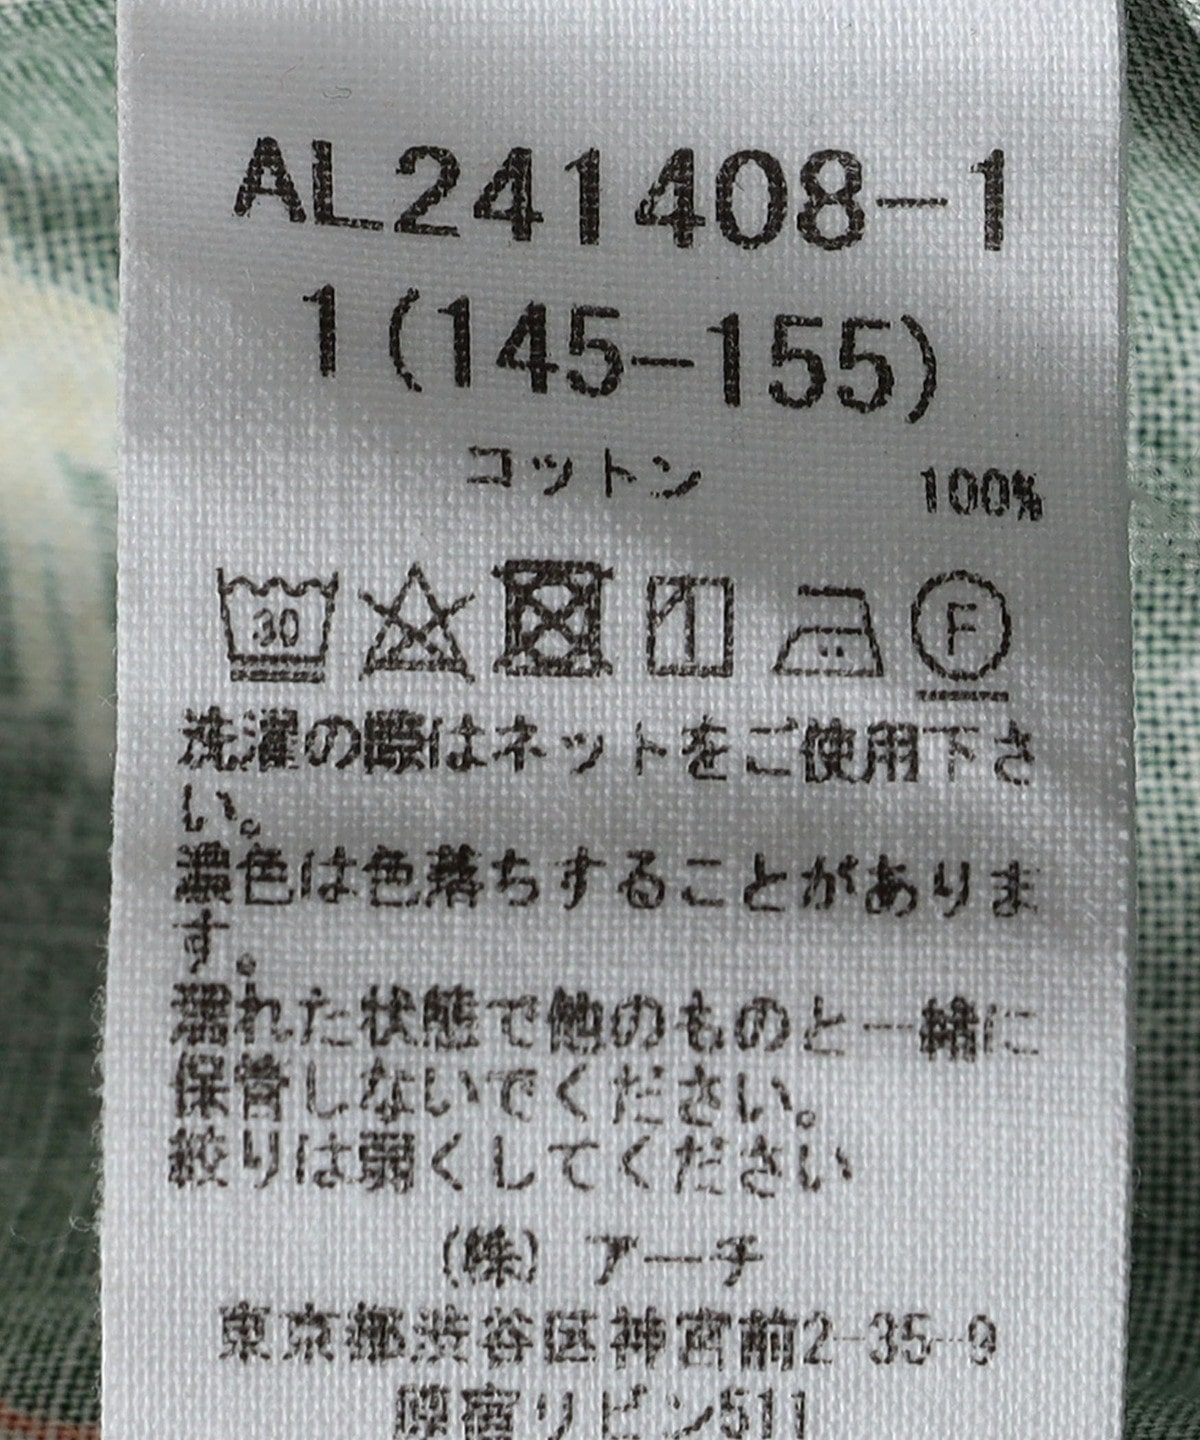 AL241408-1
1(145-155)
コットン 100%
30
F
洗濯の際はネットをご使用下さ
い。
濃色は色落ちすることがありま
す。
濡れた状態で他のものと一緒に
保管しないでください。
絞りは弱くしてください
(株) アーチ
東京都渋谷区神宮前2-35-9
原宿リビン511